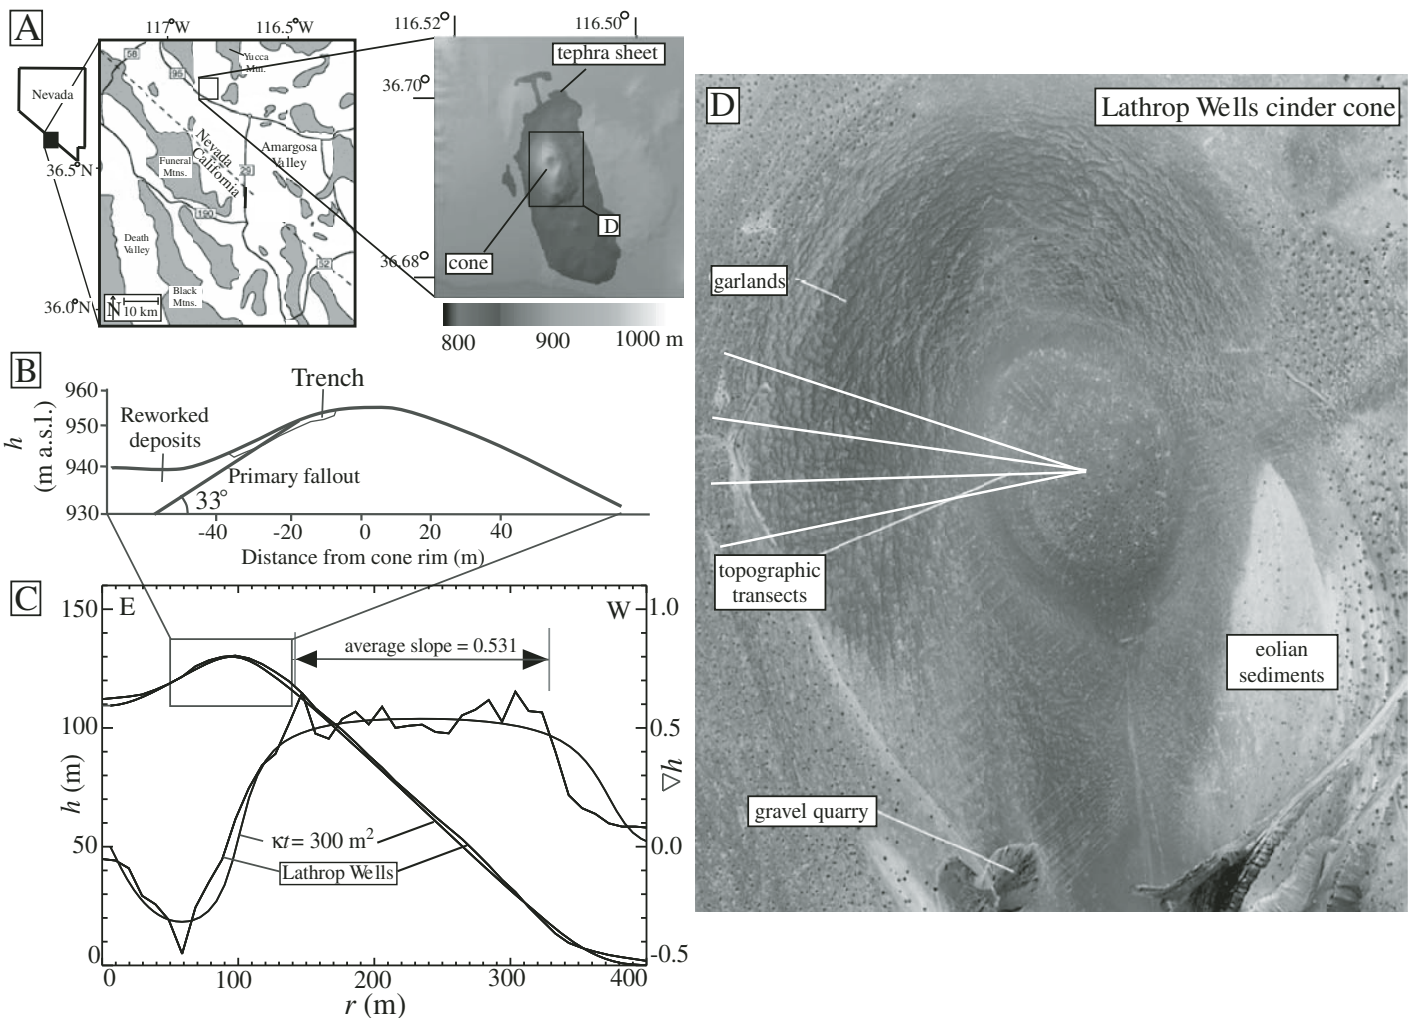 A
117°W
116.5°W
116.52°
116.50°
58
95
Yucca
Mtn.
tephra sheet
Nevada
36.70°
Nevada
California
Amargosa
Valley
Funeral
Mtns.
36.5°N
29
190
D
Death
Valley
cone
36.68°
52
Black
Mtns.
36.0°N
N
10 km
800
900
1000 m
B
Trench
960
950
940
930
h
(m a.s.l.)
Reworked
deposits
Primary fallout
33°
-40
-20
0
20
40
Distance from cone rim (m)
C
E
W
150
100
50
0
h (m)
average slope = 0.531
1.0
0.5
0.0
-0.5
∇h
κt = 300 m²
Lathrop Wells
0
100
200
300
400
r (m)
D
Lathrop Wells cinder cone
garlands
topographic
transects
eolian
sediments
gravel quarry